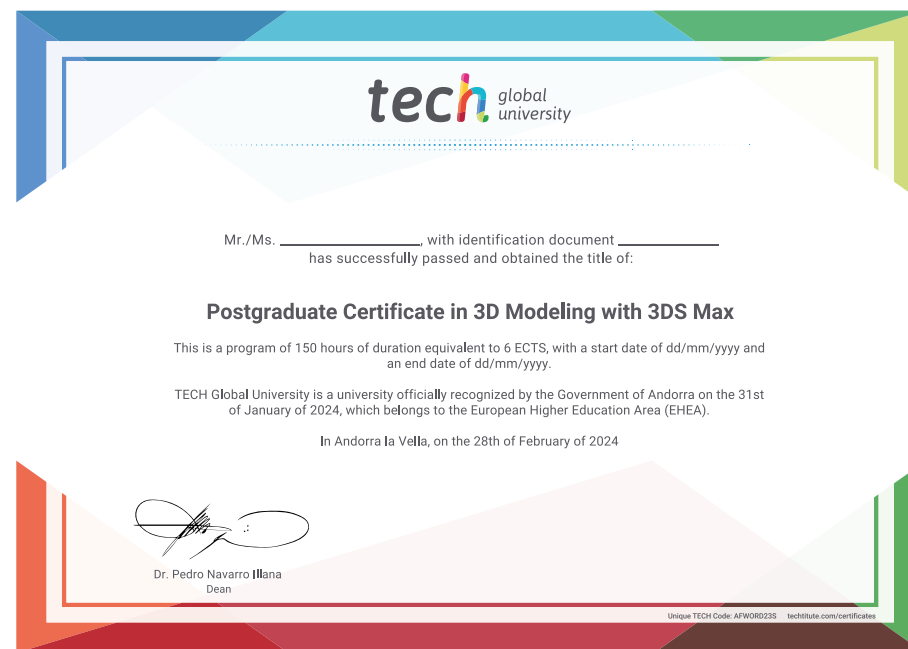 tech global university
Mr./Ms. ____________________, with identification document ______________
has successfully passed and obtained the title of:
Postgraduate Certificate in 3D Modeling with 3DS Max
This is a program of 150 hours of duration equivalent to 6 ECTS, with a start date of dd/mm/yyyy and
an end date of dd/mm/yyyy.
TECH Global University is a university officially recognized by the Government of Andorra on the 31st
of January of 2024, which belongs to the European Higher Education Area (EHEA).
In Andorra la Vella, on the 28th of February of 2024
Dr. Pedro Navarro Illana
Dean
Unique TECH Code: AFWORD23S techtitute.com/certificates